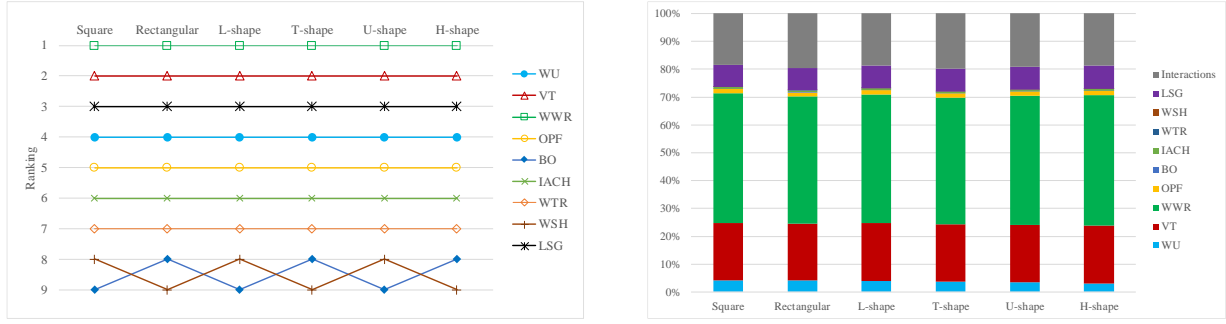 Square Rectangular L-shape T-shape U-shape H-shape
1
2
3
4
5
6
7
8
9
Ranking
WU
VT
WWR
OPF
BO
IACH
WTR
WSH
LSG
100%
90%
80%
70%
60%
50%
40%
30%
20%
10%
0%
Square Rectangular L-shape T-shape U-shape H-shape
Interactions
LSG
WSH
WTR
IACH
BO
OPF
WWR
VT
WU